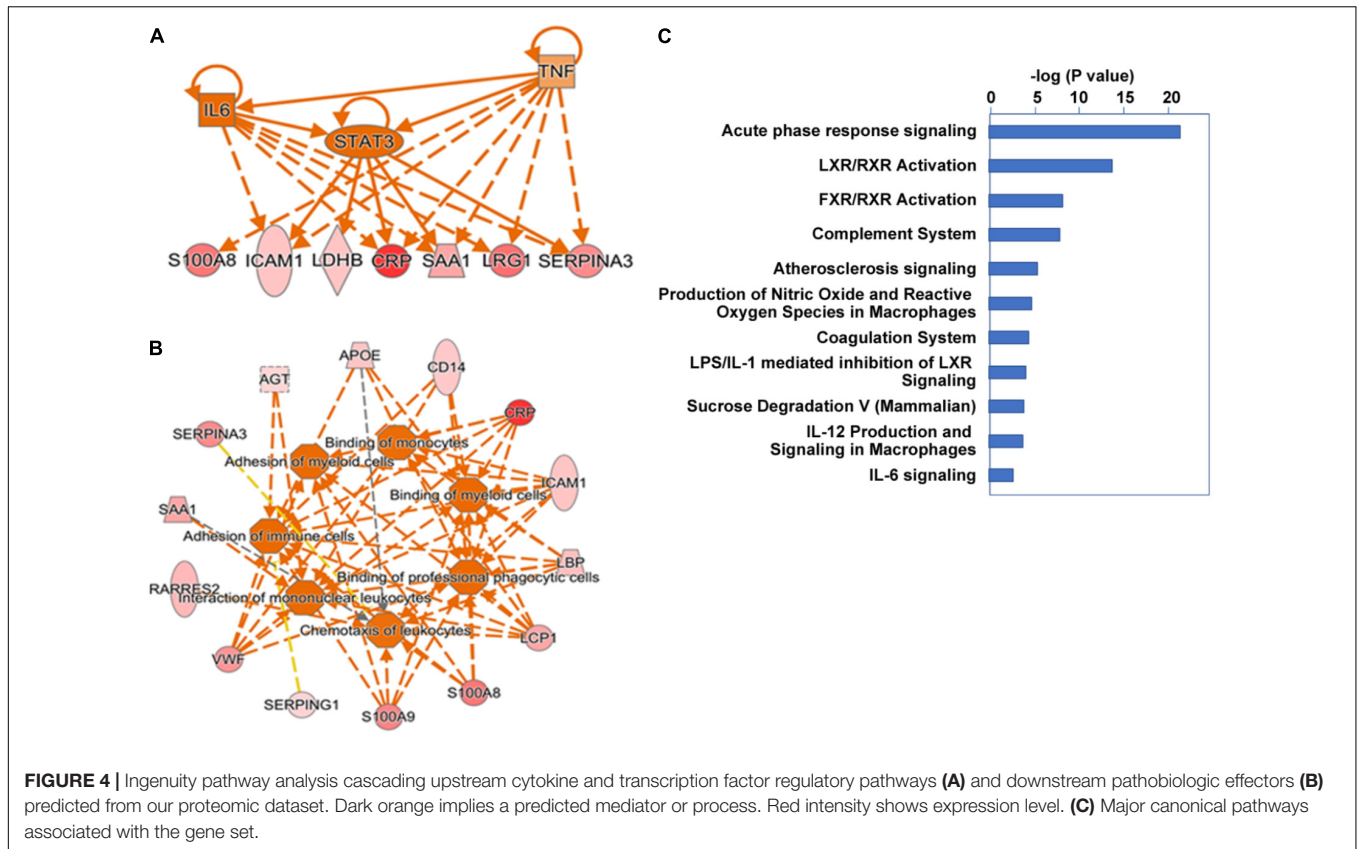 A
TNF
IL6
STAT3
S100A8 ICAM1 LDHB CRP SAA1 LRG1 SERPINA3
B
APOE
CD14
AGT
CRP
SERPINA3
Binding of monocytes
Adhesion of myeloid cells
ICAM1
Binding of myeloid cells
SAA1
Adhesion of immune cells
LBP
Binding of professional phagocytic cells
RARRES2
Interaction of mononuclear leukocytes
Chemotaxis of leukocytes
LCP1
VWF
S100A8
SERPING1
S100A9
C
-log (P value)
0 5 10 15 20
Acute phase response signaling
LXR/RXR Activation
FXR/RXR Activation
Complement System
Atherosclerosis signaling
Production of Nitric Oxide and Reactive
Oxygen Species in Macrophages
Coagulation System
LPS/IL-1 mediated inhibition of LXR
Signaling
Sucrose Degradation V (Mammalian)
IL-12 Production and
Signaling in Macrophages
IL-6 signaling
FIGURE 4 | Ingenuity pathway analysis cascading upstream cytokine and transcription factor regulatory pathways (A) and downstream pathobiologic effectors (B)
predicted from our proteomic dataset. Dark orange implies a predicted mediator or process. Red intensity shows expression level. (C) Major canonical pathways
associated with the gene set.